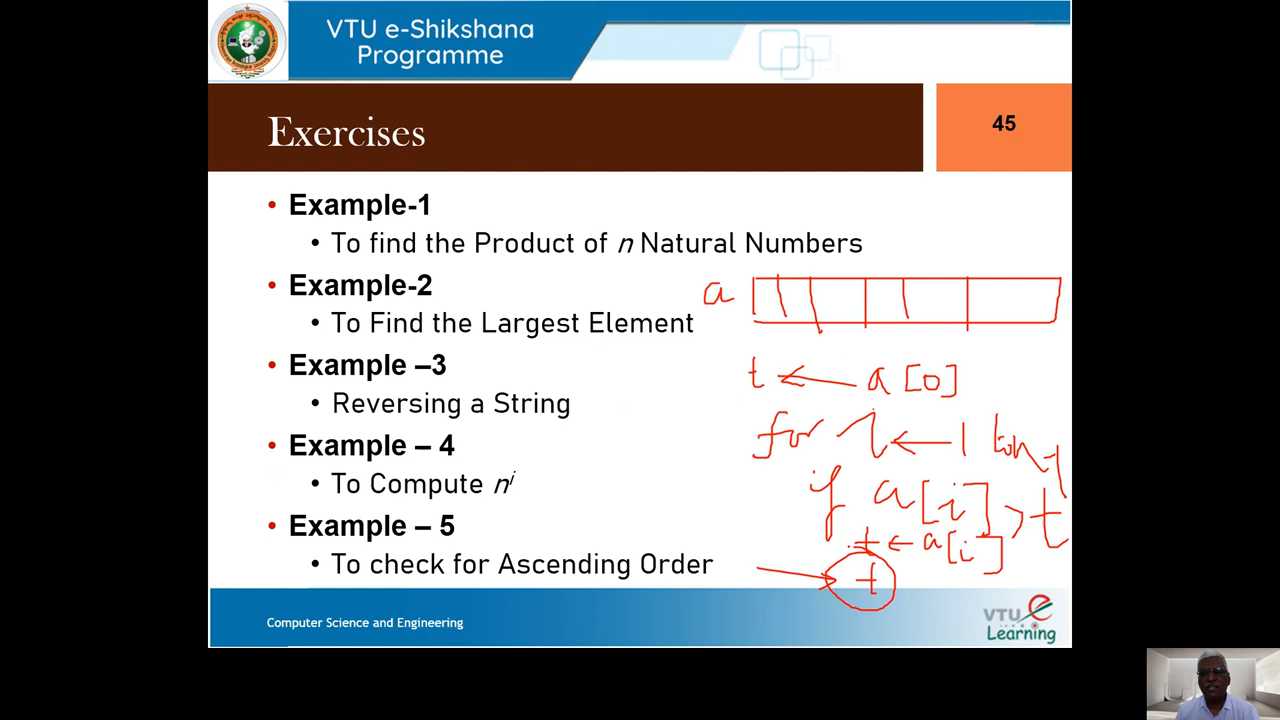 VTU e-Shikshana
Programme
Exercises
45
• Example-1
• To find the Product of n Natural Numbers
• Example-2
• To Find the Largest Element
• Example –3
• Reversing a String
• Example – 4
• To Compute nⁱ
• Example – 5
• To check for Ascending Order
a
t ← a[0]
for i ← 1 to n-1
if a[i] > t
t ← a[i]
t
Computer Science and Engineering
VTU e
Learning